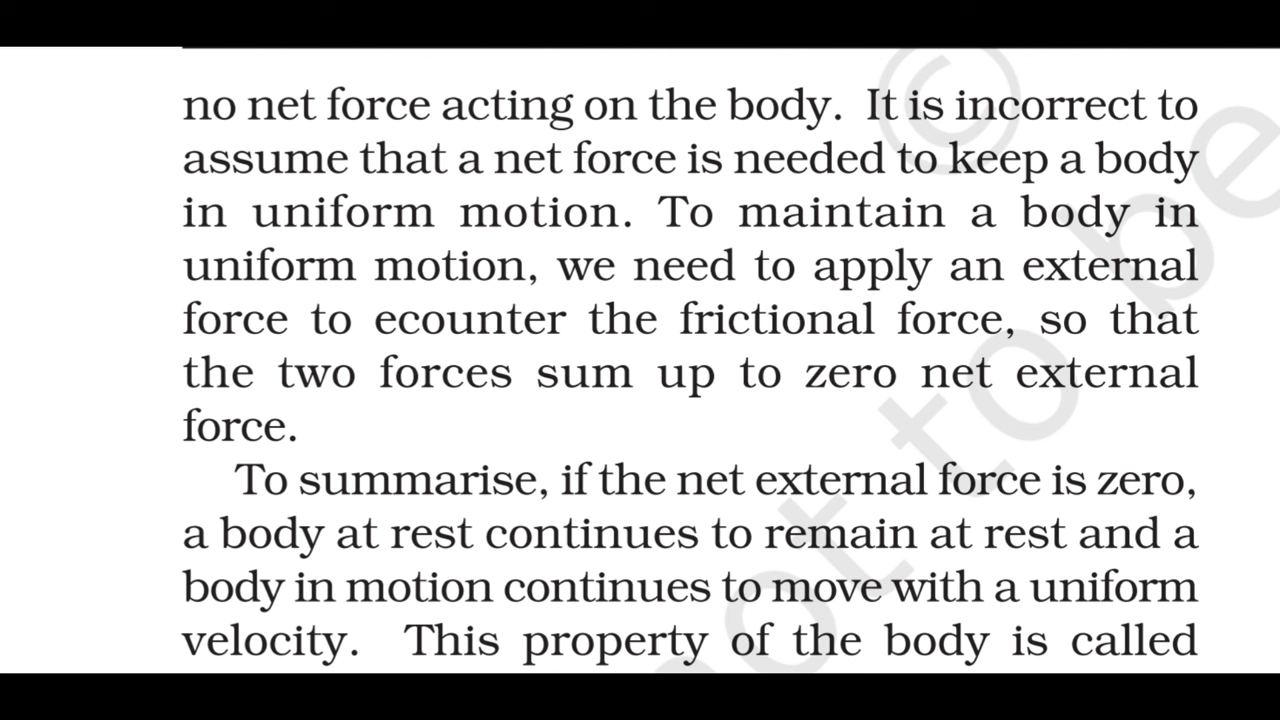 no net force acting on the body. It is incorrect to
assume that a net force is needed to keep a body
in uniform motion. To maintain a body in
uniform motion, we need to apply an external
force to ecounter the frictional force, so that
the two forces sum up to zero net external
force.
To summarise, if the net external force is zero,
a body at rest continues to remain at rest and a
body in motion continues to move with a uniform
velocity. This property of the body is called
©
not to be